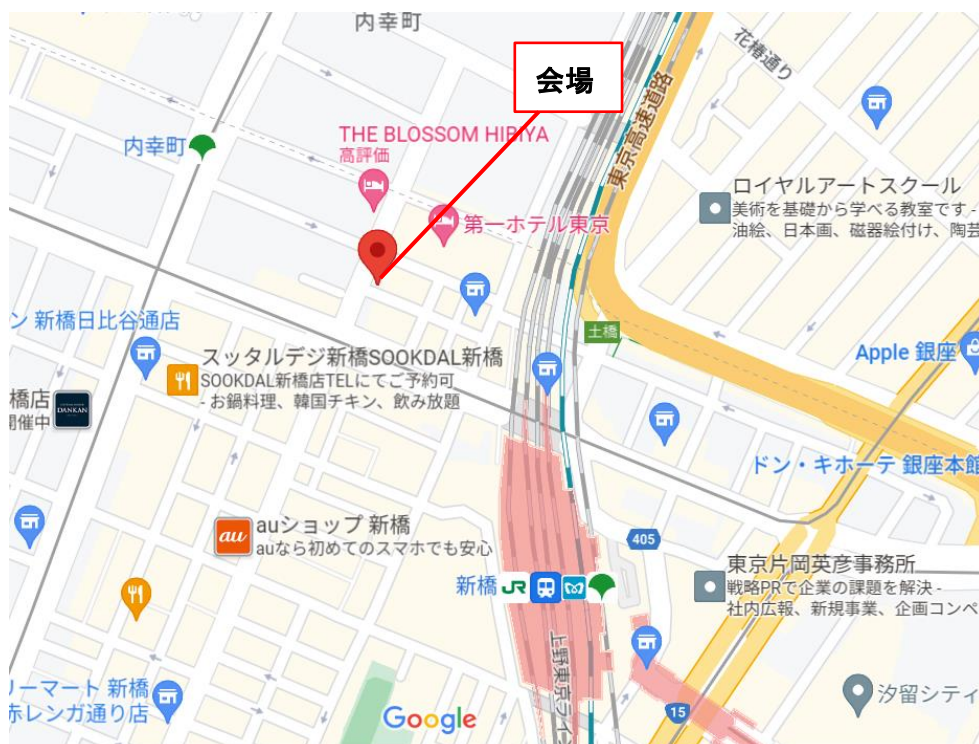 内幸町
会場
花椿通り
東京高速道路
内幸町
THE BLOSSOM HIBIYA
高評価
第一ホテル東京
ロイヤルアートスクール
美術を基礎から学べる教室です -
油絵、日本画、磁器絵付け、陶芸
ン 新橋日比谷通店
土橋
Apple 銀座
スッタルデジ新橋SOOKDAL新橋
SOOKDAL新橋店TELにてご予約可
- お鍋料理、韓国チキン、飲み放題
橋店
開催中
DANKAN
ドン・キホーテ 銀座本館
au
auショップ 新橋
auなら初めてのスマホでも安心
405
東京片岡英彦事務所
戦略PRで企業の課題を解決 -
社内広報、新規事業、企画コンペ
新橋
JR
上野東京ライン
リーマート 新橋
赤レンガ通り店
Google
15
汐留シティ